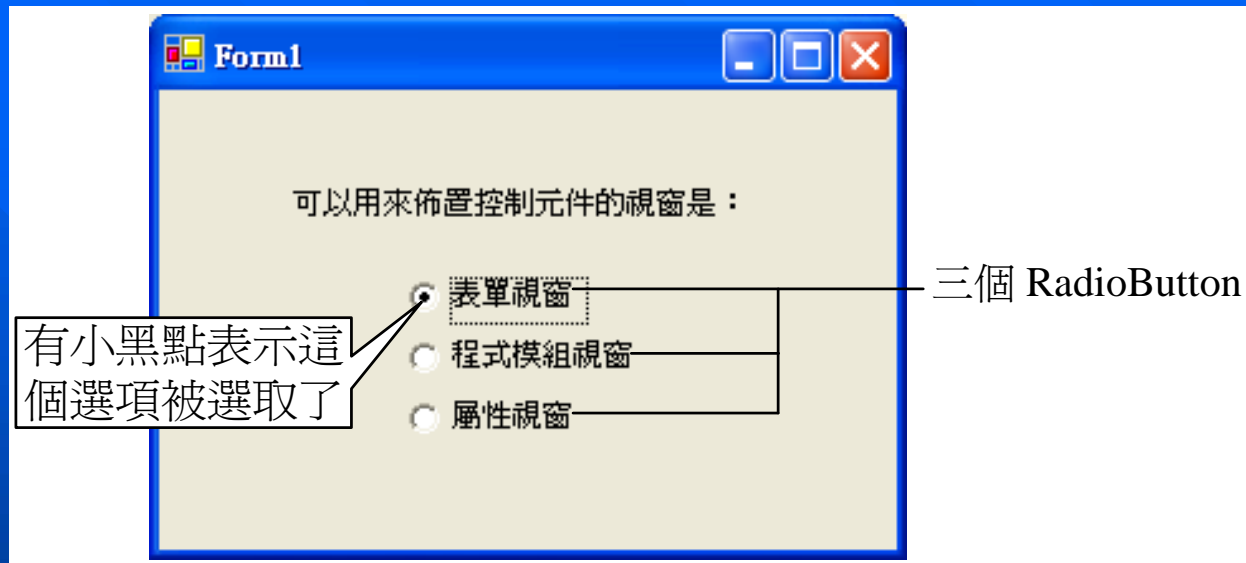 Form1
可以用來佈置控制元件的視窗是：
表單視窗
三個 RadioButton
有小黑點表示這
個選項被選取了
程式模組視窗
屬性視窗